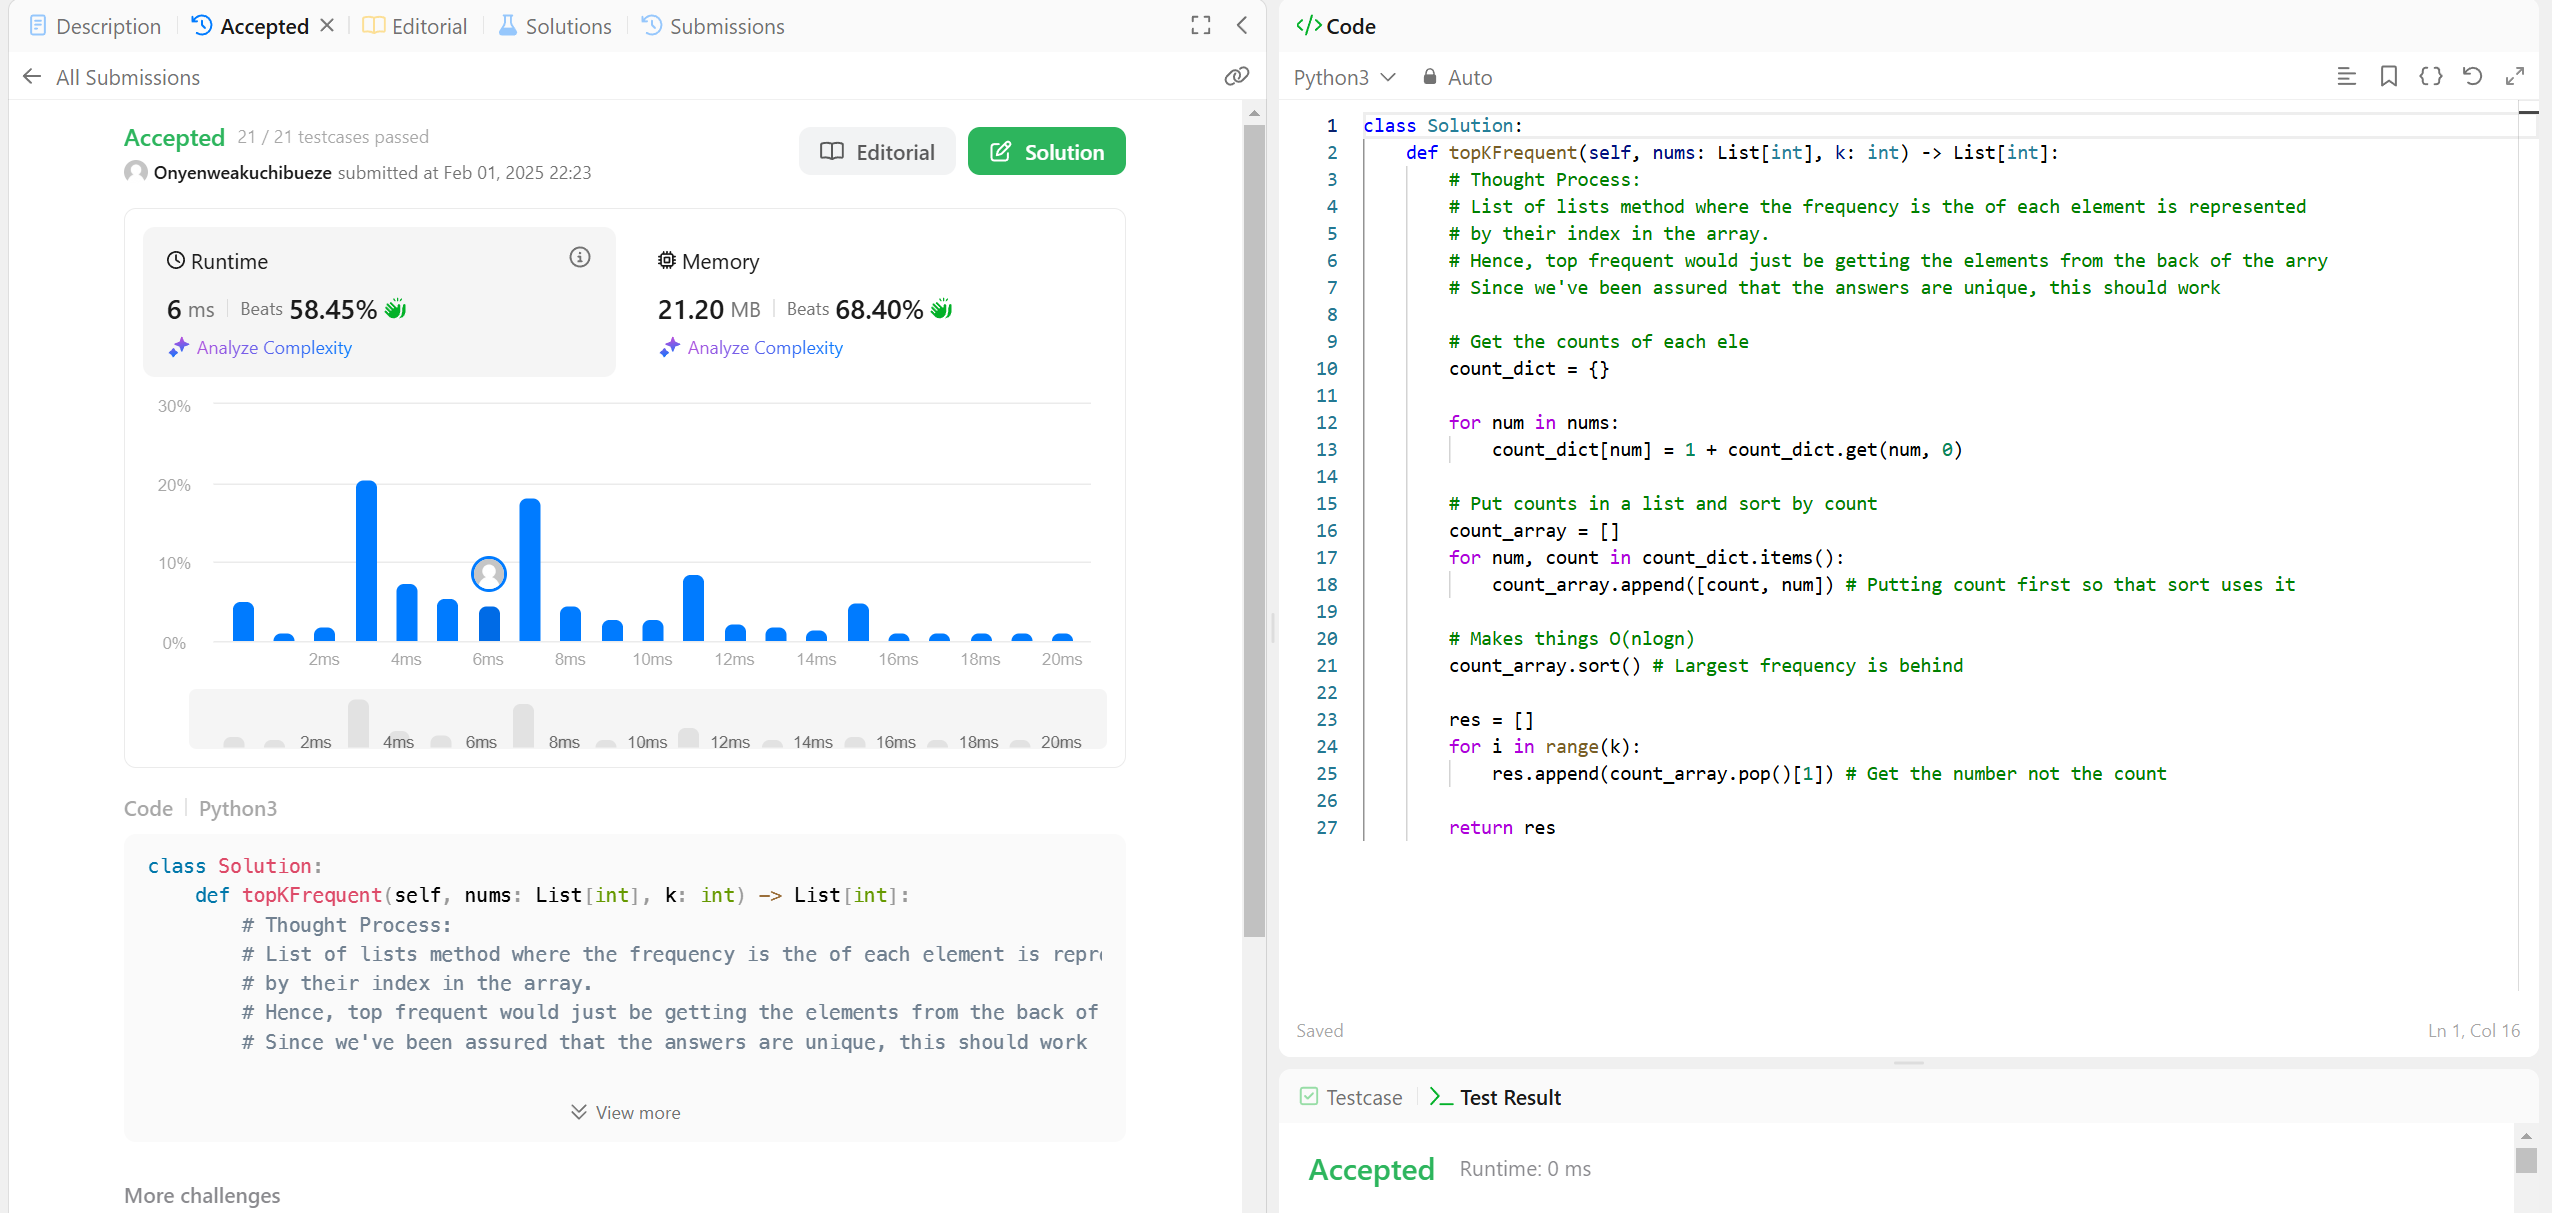 Description
Accepted
Editorial
Solutions
Submissions
All Submissions
Accepted 21 / 21 testcases passed
Onyenweakuchibueze submitted at Feb 01, 2025 22:23
Editorial
Solution
Runtime
6 ms Beats 58.45%
Analyze Complexity
Memory
21.20 MB Beats 68.40%
Analyze Complexity
30%
20%
10%
0%
2ms 4ms 6ms 8ms 10ms 12ms 14ms 16ms 18ms 20ms
2ms 4ms 6ms 8ms 10ms 12ms 14ms 16ms 18ms 20ms
Code Python3
class Solution:
    def topKFrequent(self, nums: List[int], k: int) -> List[int]:
        # Thought Process:
        # List of lists method where the frequency is the of each element is
        # by their index in the array.
        # Hence, top frequent would just be getting the elements from the back of
        # Since we've been assured that the answers are unique, this should work
View more
More challenges
</> Code
Python3
Auto
1 class Solution:
2     def topKFrequent(self, nums: List[int], k: int) -> List[int]:
3         # Thought Process:
4         # List of lists method where the frequency is the of each element is represented
5         # by their index in the array.
6         # Hence, top frequent would just be getting the elements from the back of the arry
7         # Since we've been assured that the answers are unique, this should work
8
9         # Get the counts of each ele
10         count_dict = {}
11
12         for num in nums:
13             count_dict[num] = 1 + count_dict.get(num, 0)
14
15         # Put counts in a list and sort by count
16         count_array = []
17         for num, count in count_dict.items():
18             count_array.append([count, num]) # Putting count first so that sort uses it
19
20         # Makes things O(nlogn)
21         count_array.sort() # Largest frequency is behind
22
23         res = []
24         for i in range(k):
25             res.append(count_array.pop()[1]) # Get the number not the count
26
27         return res
Saved
Ln 1, Col 16
Testcase
Test Result
Accepted Runtime: 0 ms